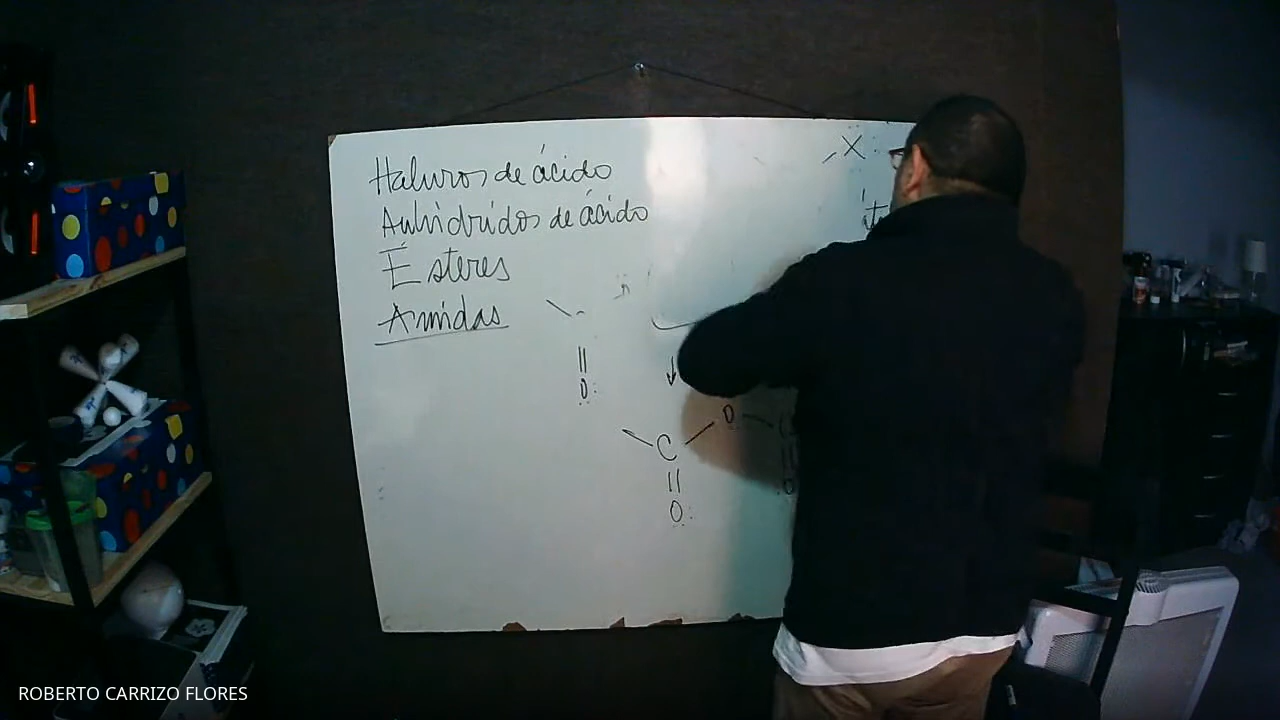 Haluros de ácido
Anhidridos de ácido
Ésteres
Amidas
X
O
O
C
O
ROBERTO CARRIZO FLORES